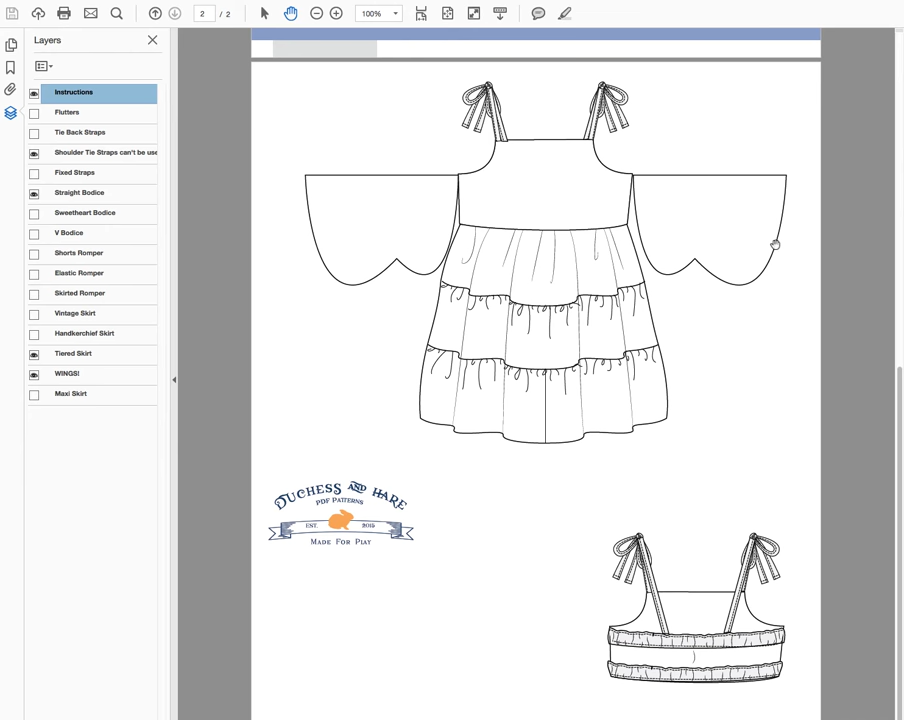 2 / 2
100%
Layers
Instructions
Flutters
Tie Back Straps
Shoulder Tie Straps can't be use
Fixed Straps
Straight Bodice
Sweetheart Bodice
V Bodice
Shorts Romper
Elastic Romper
Skirted Romper
Vintage Skirt
Handkerchief Skirt
Tiered Skirt
WINGS!
Maxi Skirt
DUCHESS AND HARE
PDF PATTERNS
EST. 2015
MADE FOR PLAY